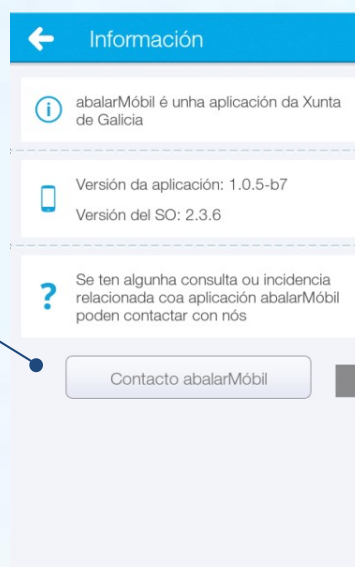 Información
abalarMóbil é unha aplicación da Xunta
de Galicia
Versión da aplicación: 1.0.5-b7
Versión del SO: 2.3.6
?
Se ten algunha consulta ou incidencia
relacionada coa aplicación abalarMóbil
poden contactar con nós
Contacto abalarMóbil